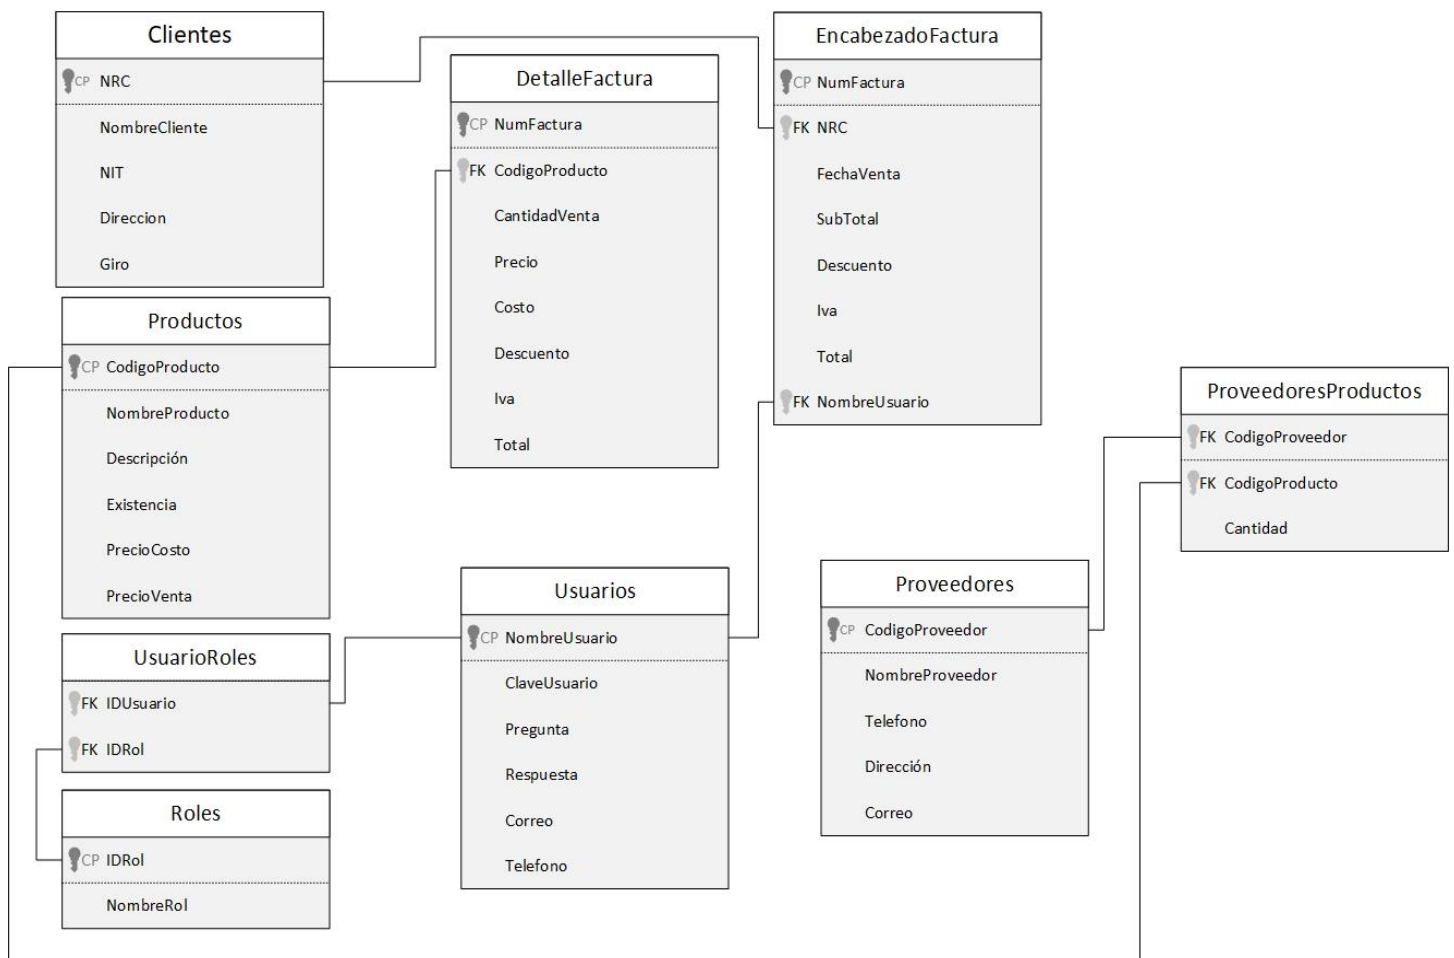 Clientes
CP NRC
NombreCliente
NIT
Direccion
Giro
DetalleFactura
CP NumFactura
FK CodigoProducto
CantidadVenta
Precio
Costo
Descuento
Iva
Total
EncabezadoFactura
CP NumFactura
FK NRC
FechaVenta
SubTotal
Descuento
Iva
Total
FK NombreUsuario
Productos
CP CodigoProducto
NombreProducto
Descripción
Existencia
PrecioCosto
PrecioVenta
ProveedoresProductos
FK CodigoProveedor
FK CodigoProducto
Cantidad
UsuarioRoles
FK IDUsuario
FK IDRol
Roles
CP IDRol
NombreRol
Usuarios
CP NombreUsuario
ClaveUsuario
Pregunta
Respuesta
Correo
Telefono
Proveedores
CP CodigoProveedor
NombreProveedor
Telefono
Dirección
Correo